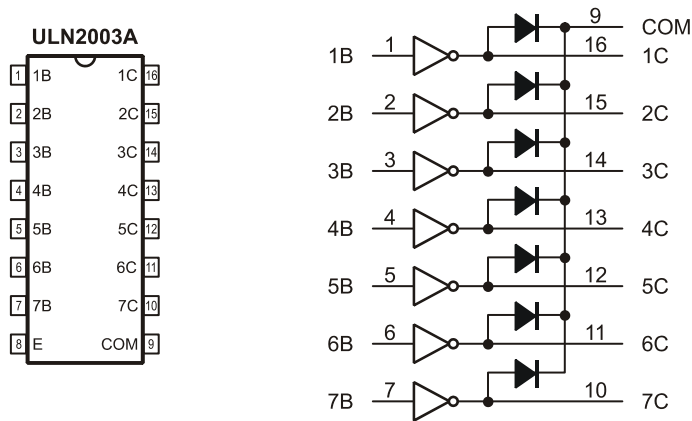 ULN2003A
1 1B 1C 16
2 2B 2C 15
3 3B 3C 14
4 4B 4C 13
5 5B 5C 12
6 6B 6C 11
7 7B 7C 10
8 E COM 9
9 COM
1B 1 16 1C
2B 2 15 2C
3B 3 14 3C
4B 4 13 4C
5B 5 12 5C
6B 6 11 6C
7B 7 10 7C